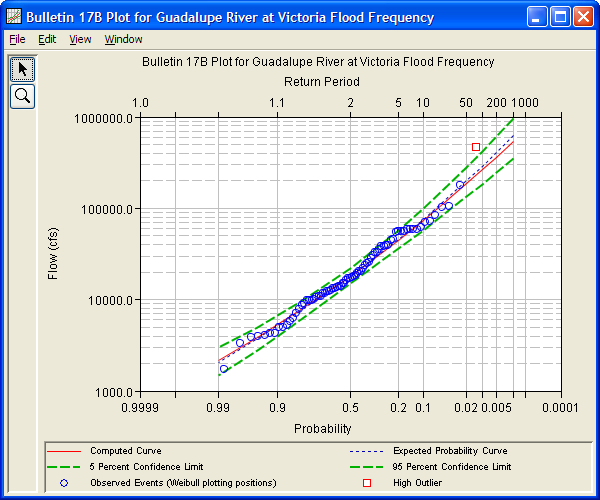 Bulletin 17B Plot for Guadalupe River at Victoria Flood Frequency
File Edit View Window
Bulletin 17B Plot for Guadalupe River at Victoria Flood Frequency
Return Period
1.0 1.1 2 5 10 50 200 1000
1000000.0
100000.0
10000.0
1000.0
Flow (cfs)
0.9999 0.99 0.9 0.5 0.2 0.1 0.02 0.005 0.0001
Probability
Computed Curve Expected Probability Curve
5 Percent Confidence Limit 95 Percent Confidence Limit
Observed Events (Weibull plotting positions) High Outlier